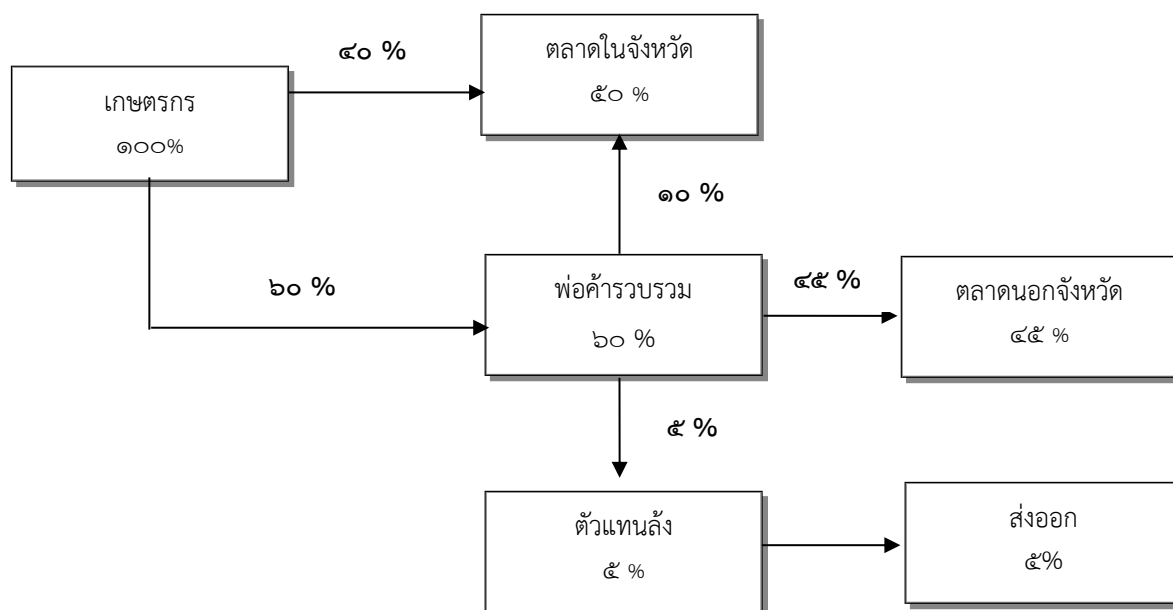 ๔๐ %
ตลาดในจังหวัด
๕๐ %
เกษตรกร
๑๐๐%
๑๐ %
๖๐ %
พ่อค้ารวบรวม
๖๐ %
๔๕ %
ตลาดนอกจังหวัด
๔๕ %
๕ %
ตัวแทนล้ง
๕ %
ส่งออก
๕%